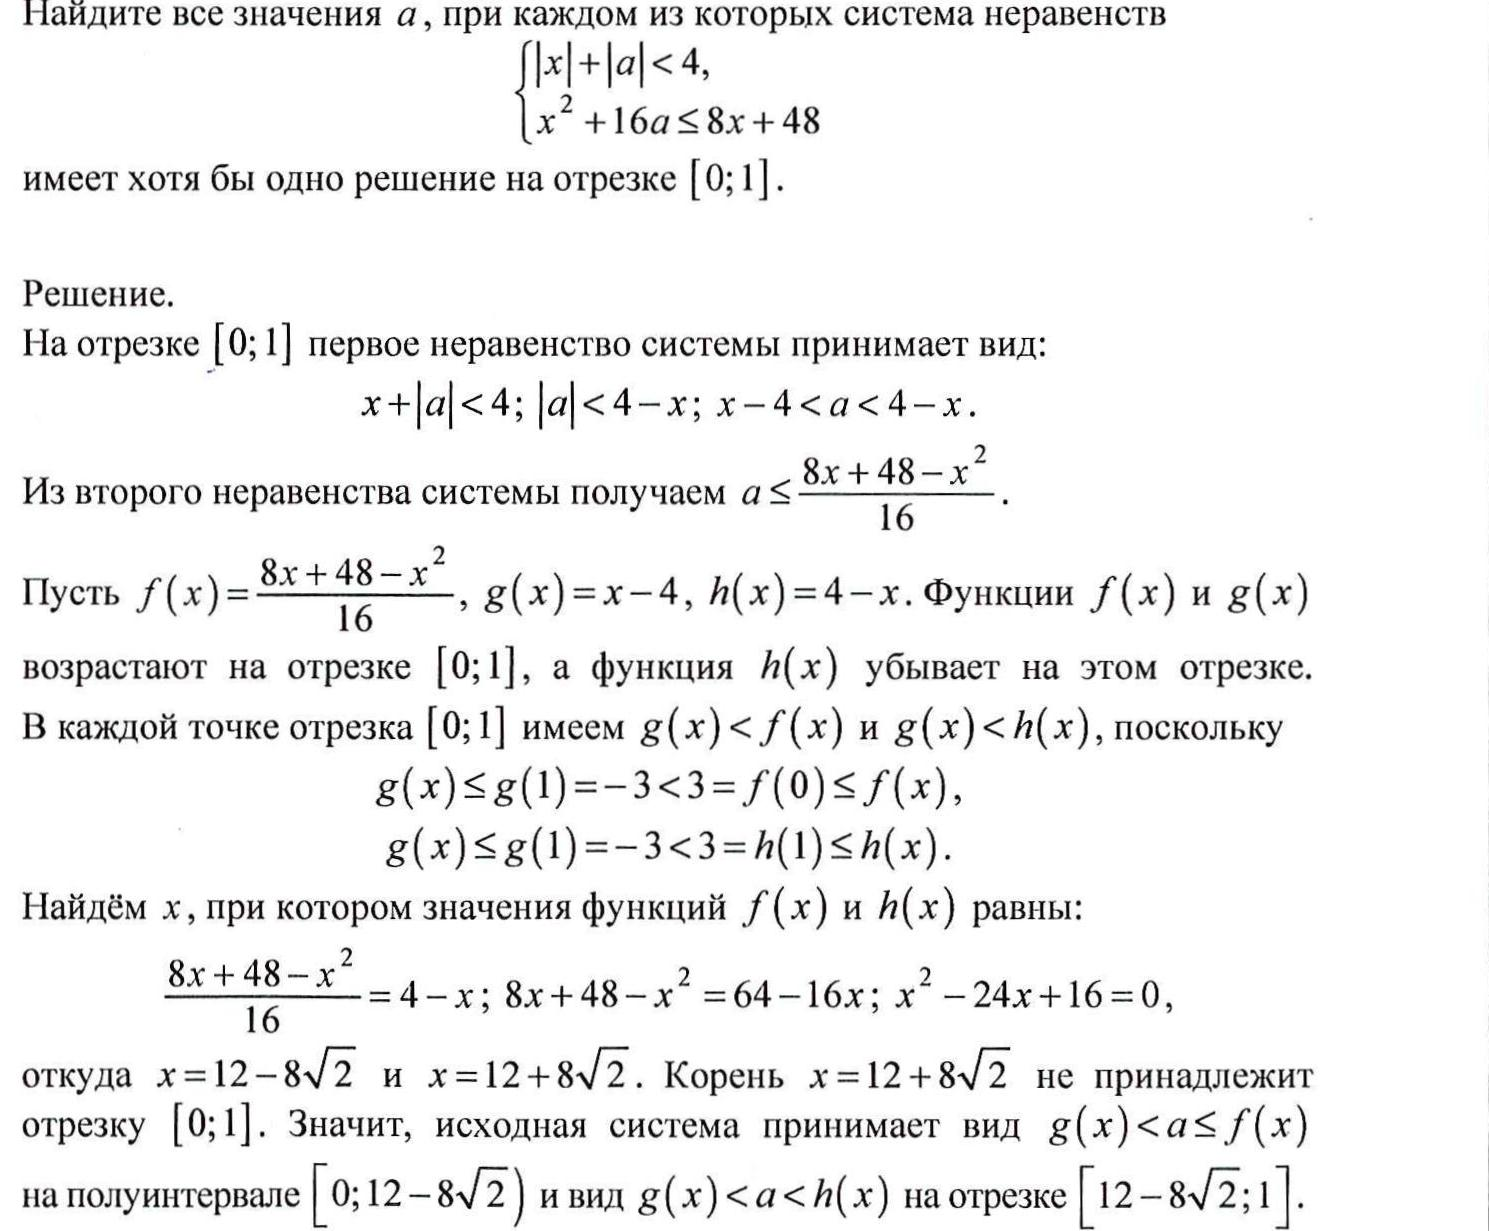 Найдите все значения a, при каждом из которых система неравенств
{|x|+|a|<4,
x²+16a≤8x+48
имеет хотя бы одно решение на отрезке [0;1].
Решение.
На отрезке [0;1] первое неравенство системы принимает вид:
x+|a|<4; |a|<4−x; x−4<a<4−x.
Из второго неравенства системы получаем a≤(8x+48−x²)/16.
Пусть f(x)=(8x+48−x²)/16, g(x)=x−4, h(x)=4−x. Функции f(x) и g(x)
возрастают на отрезке [0;1], а функция h(x) убывает на этом отрезке.
В каждой точке отрезка [0;1] имеем g(x)<f(x) и g(x)<h(x), поскольку
g(x)≤g(1)=−3<3=f(0)≤f(x),
g(x)≤g(1)=−3<3=h(1)≤h(x).
Найдём x, при котором значения функций f(x) и h(x) равны:
(8x+48−x²)/16=4−x; 8x+48−x²=64−16x; x²−24x+16=0,
откуда x=12−8√2 и x=12+8√2. Корень x=12+8√2 не принадлежит
отрезку [0;1]. Значит, исходная система принимает вид g(x)<a≤f(x)
на полуинтервале [0;12−8√2) и вид g(x)<a<h(x) на отрезке [12−8√2;1].